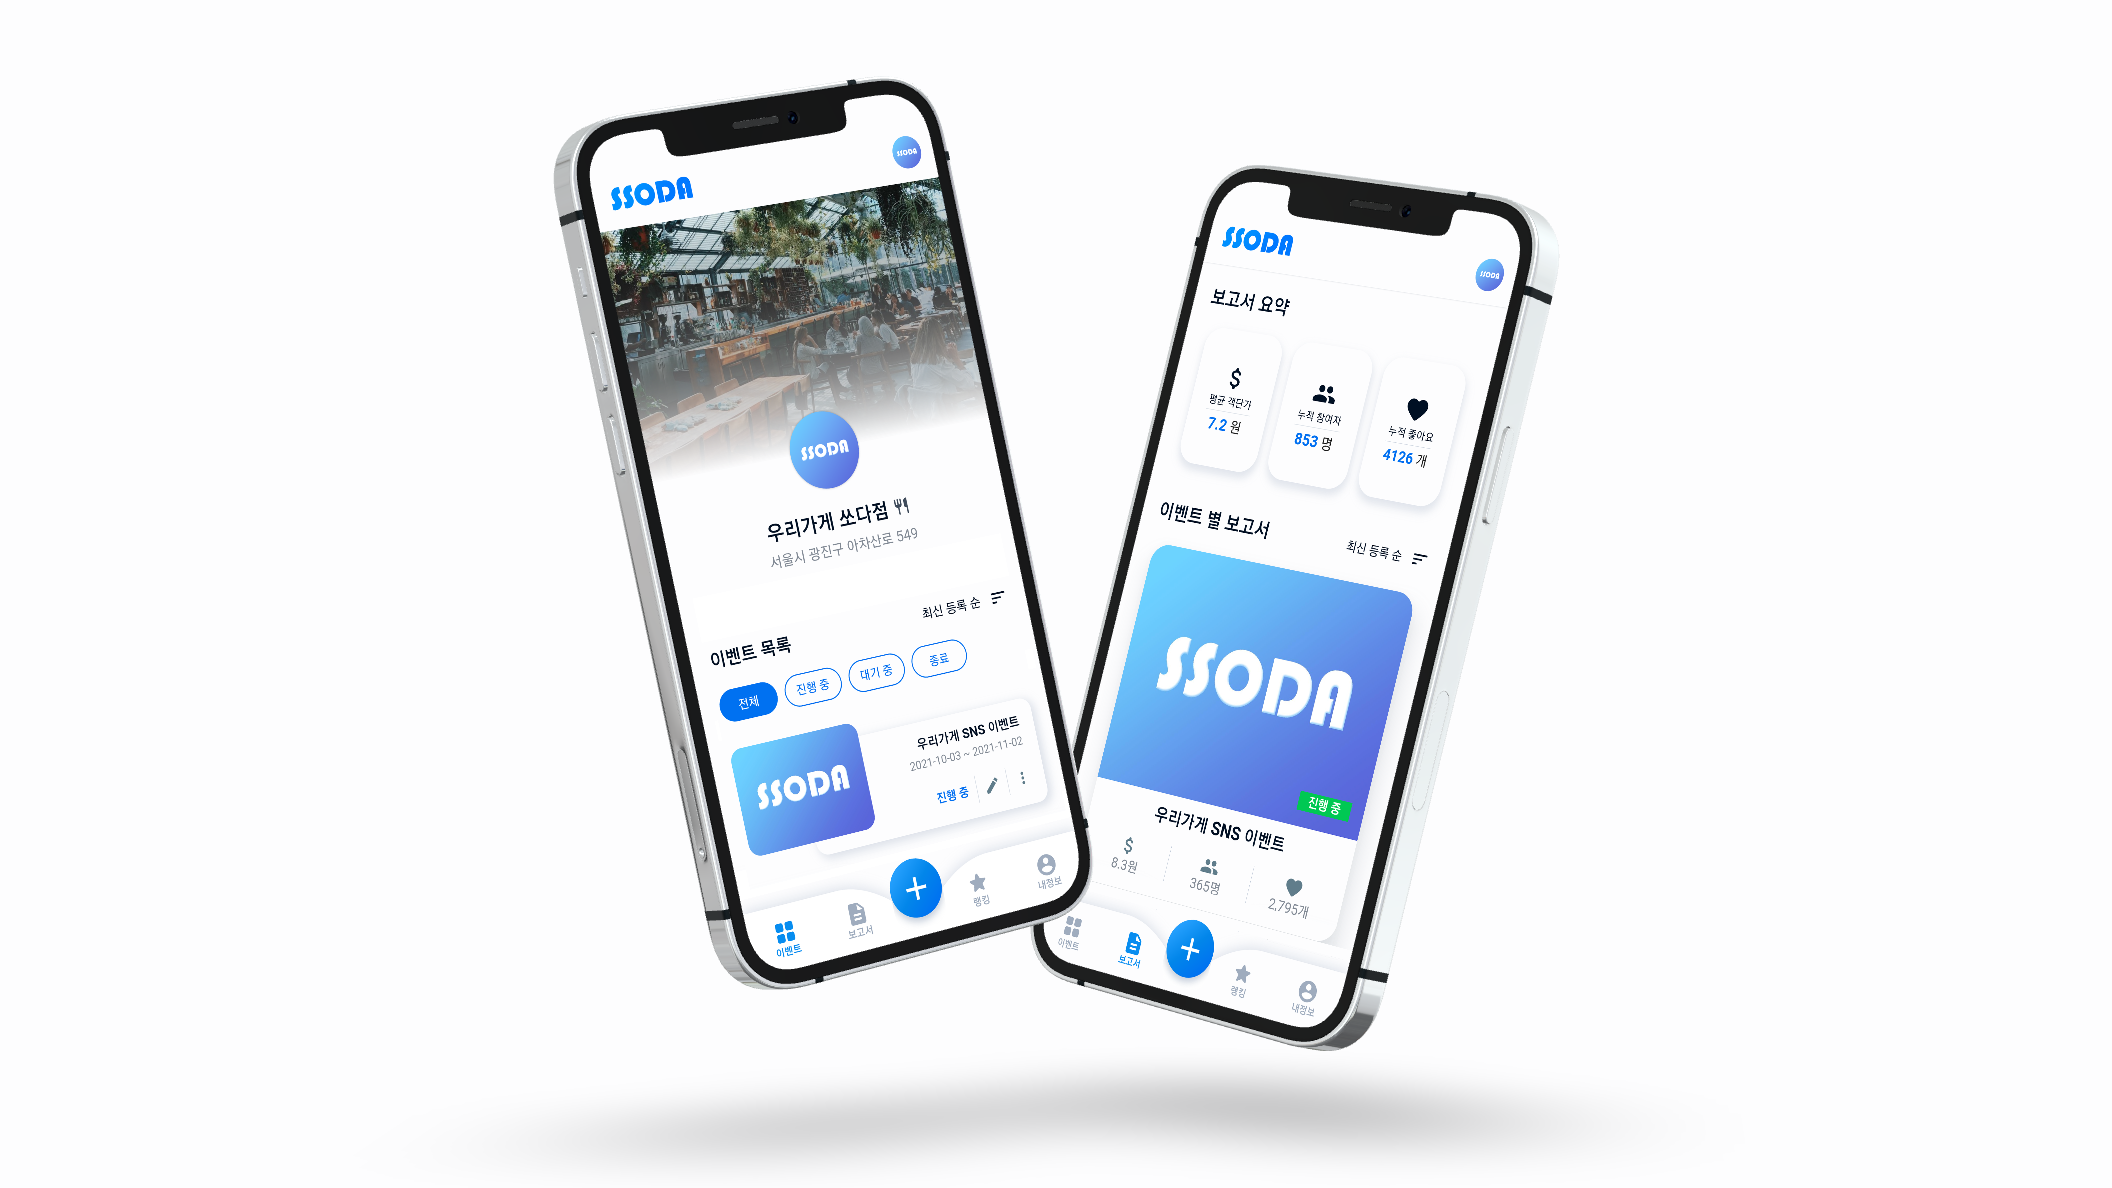 SSODA
SSODA
SSODA
우리가게 쏘다점
서울시 광진구 아차산로 549
최신 등록 순
이벤트 목록
전체
진행 중
대기 중
종료
SSODA
우리가게 SNS 이벤트
2021-10-03 ~ 2021-11-02
진행 중
이벤트
보고서
랭킹
내정보
SSODA
SSODA
보고서 요약
평균 객단가
7.2 원
누적 참여자
853 명
누적 좋아요
4126 개
이벤트 별 보고서
최신 등록 순
SSODA
진행 중
우리가게 SNS 이벤트
8.3원
365명
2,795개
이벤트
보고서
랭킹
내정보